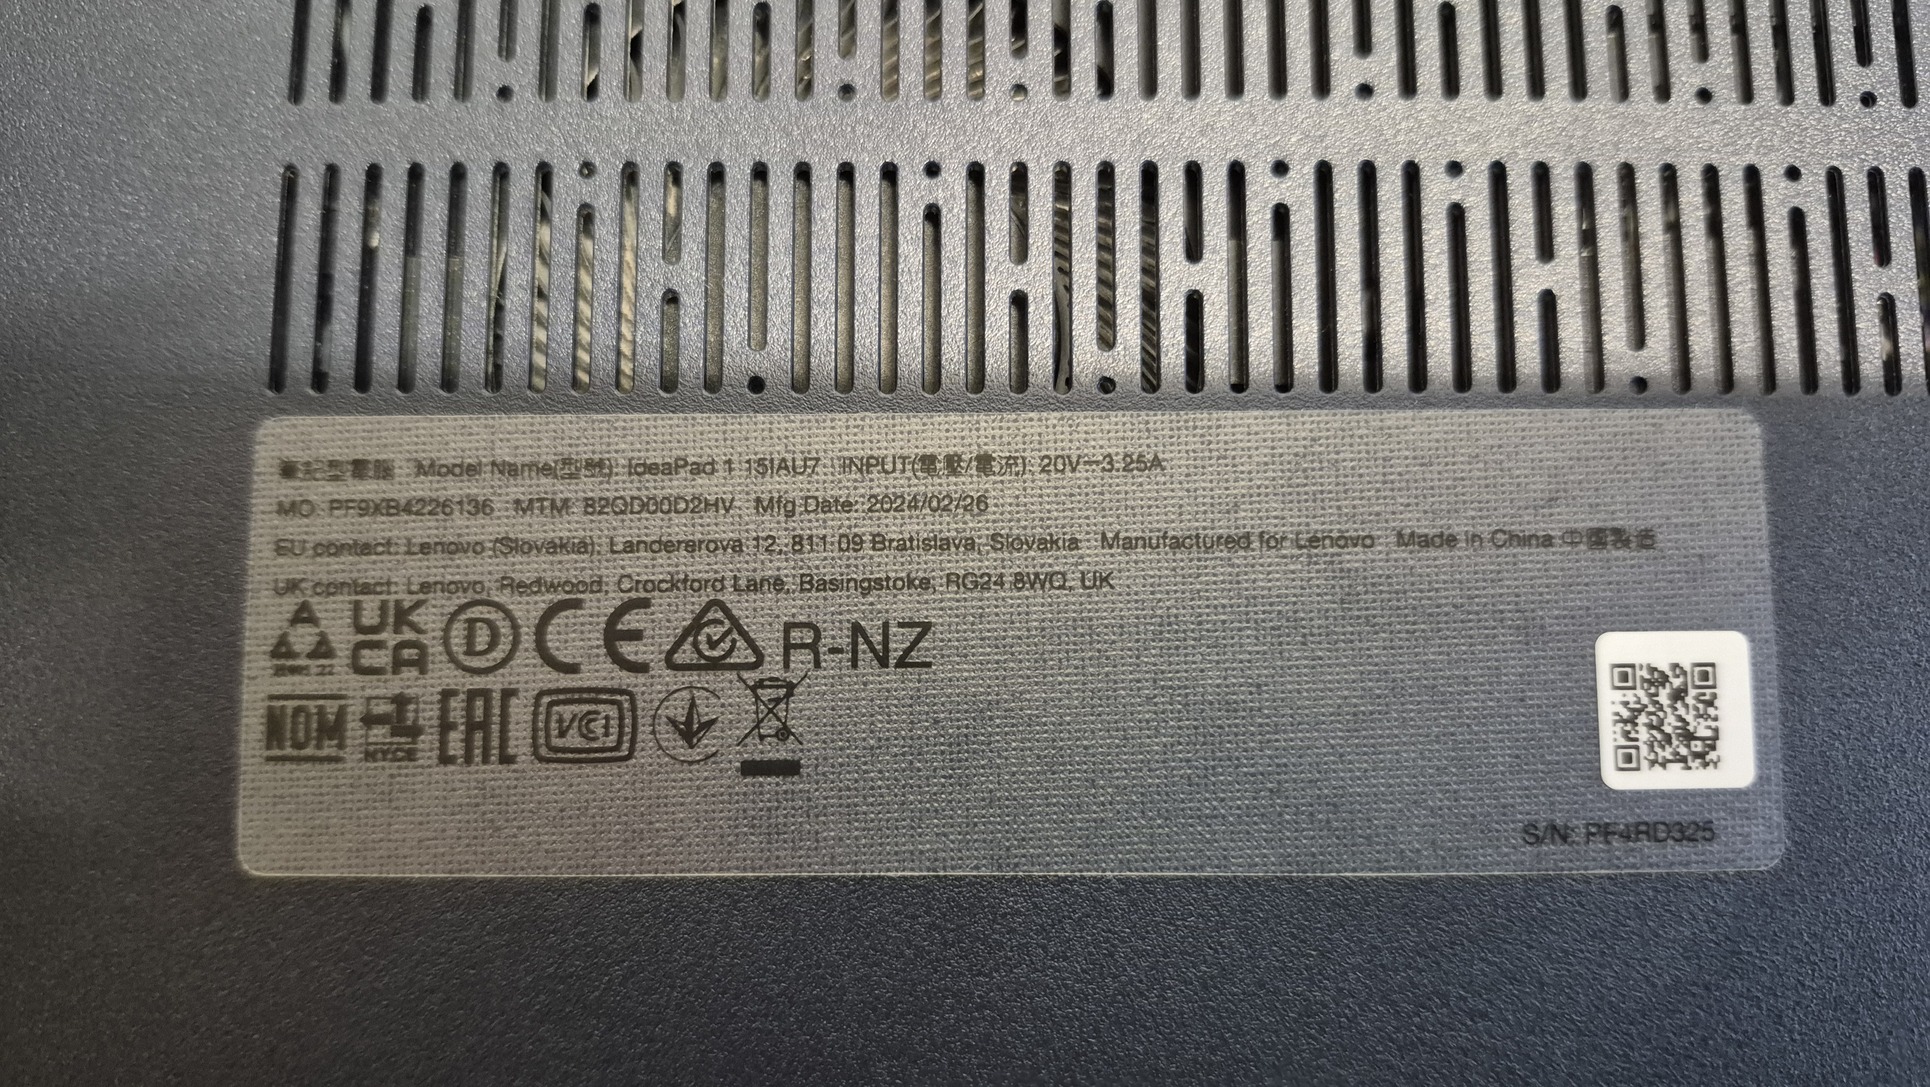 筆記型電腦 Model Name(型號): IdeaPad 1 15IAU7 INPUT(電壓/電流): 20V⎓3.25A
MO: PF9XB4226136 MTM: 82QD00D2HV Mfg Date: 2024/02/26
EU contact: Lenovo (Slovakia), Landererova 12, 811 09 Bratislava, Slovakia Manufactured for Lenovo Made in China 中國製造
UK contact: Lenovo, Redwood, Crockford Lane, Basingstoke, RG24 8WQ, UK
UK CA D CE R-NZ
NOM NYCE EAC VCI
S/N: PF4RD325